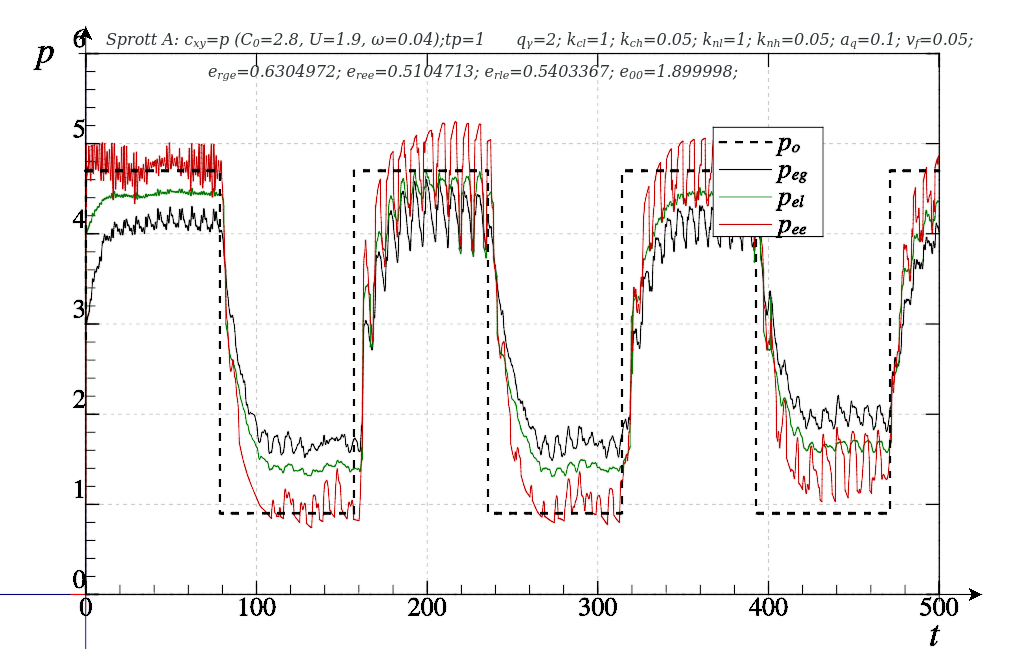 Sprott A: cxy=p (C0=2.8, U=1.9, ω=0.04);tp=1 qγ=2; kcl=1; kch=0.05; knl=1; knh=0.05; aq=0.1; vf=0.05;
erge=0.6304972; eree=0.5104713; erle=0.5403367; e00=1.899998;
p
6
5
4
3
2
1
0
po
peg
pel
pee
0 100 200 300 400 500
t